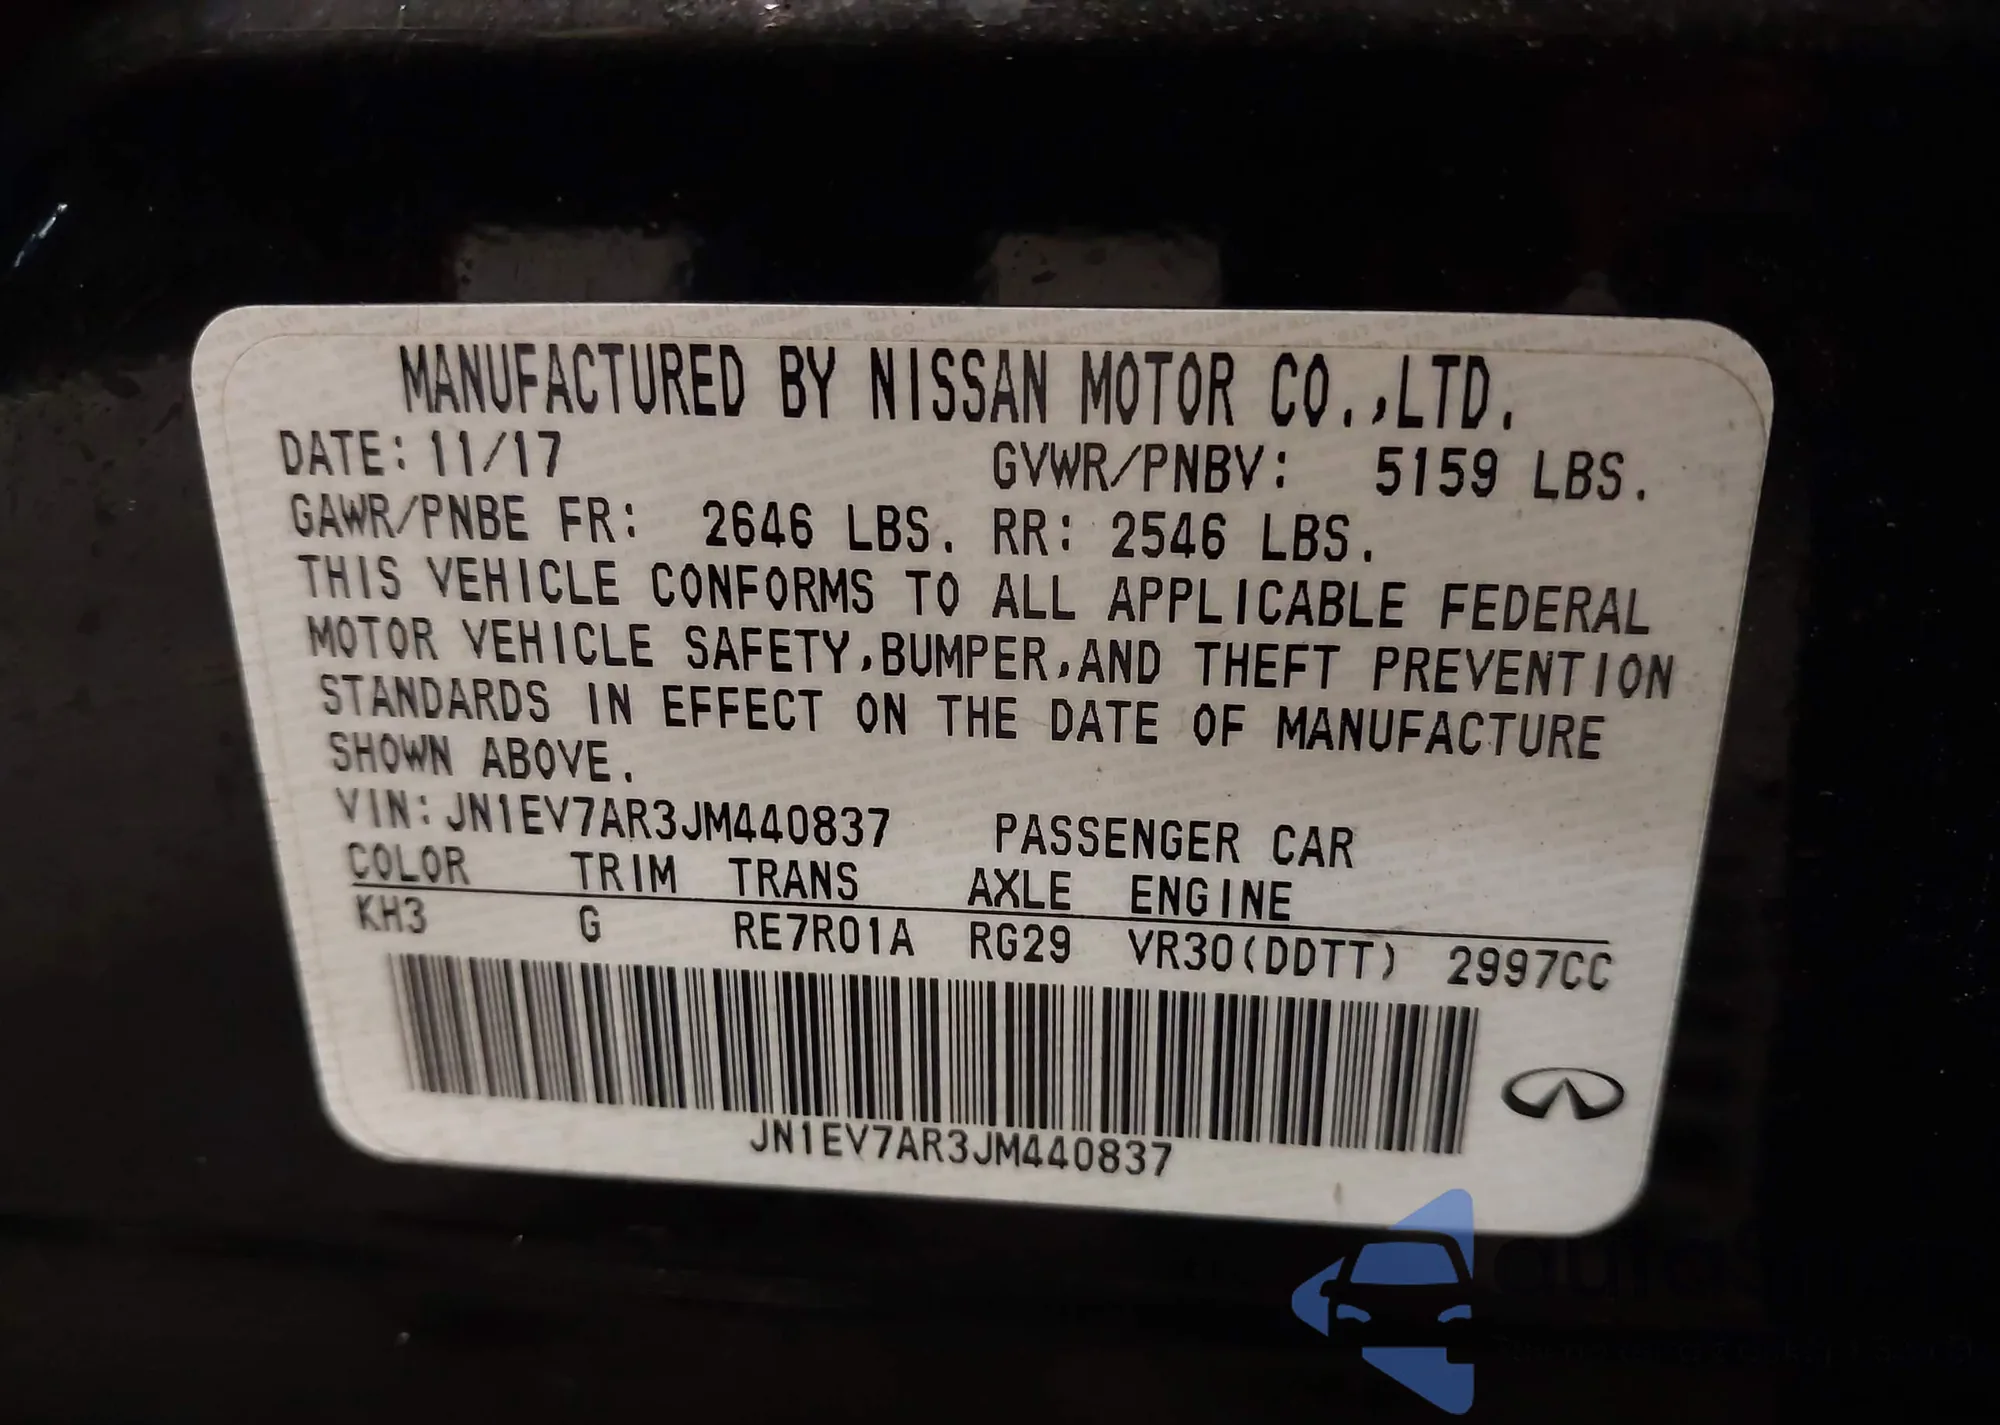 MANUFACTURED BY NISSAN MOTOR CO.,LTD.
DATE: 11/17 GVWR/PNBV: 5159 LBS.
GAWR/PNBE FR: 2646 LBS. RR: 2546 LBS.
THIS VEHICLE CONFORMS TO ALL APPLICABLE FEDERAL
MOTOR VEHICLE SAFETY,BUMPER,AND THEFT PREVENTION
STANDARDS IN EFFECT ON THE DATE OF MANUFACTURE
SHOWN ABOVE.
VIN: JN1EV7AR3JM440837 PASSENGER CAR
COLOR TRIM TRANS AXLE ENGINE
KH3 G RE7R01A RG29 VR30(DDTT) 2997CC
JN1EV7AR3JM440837